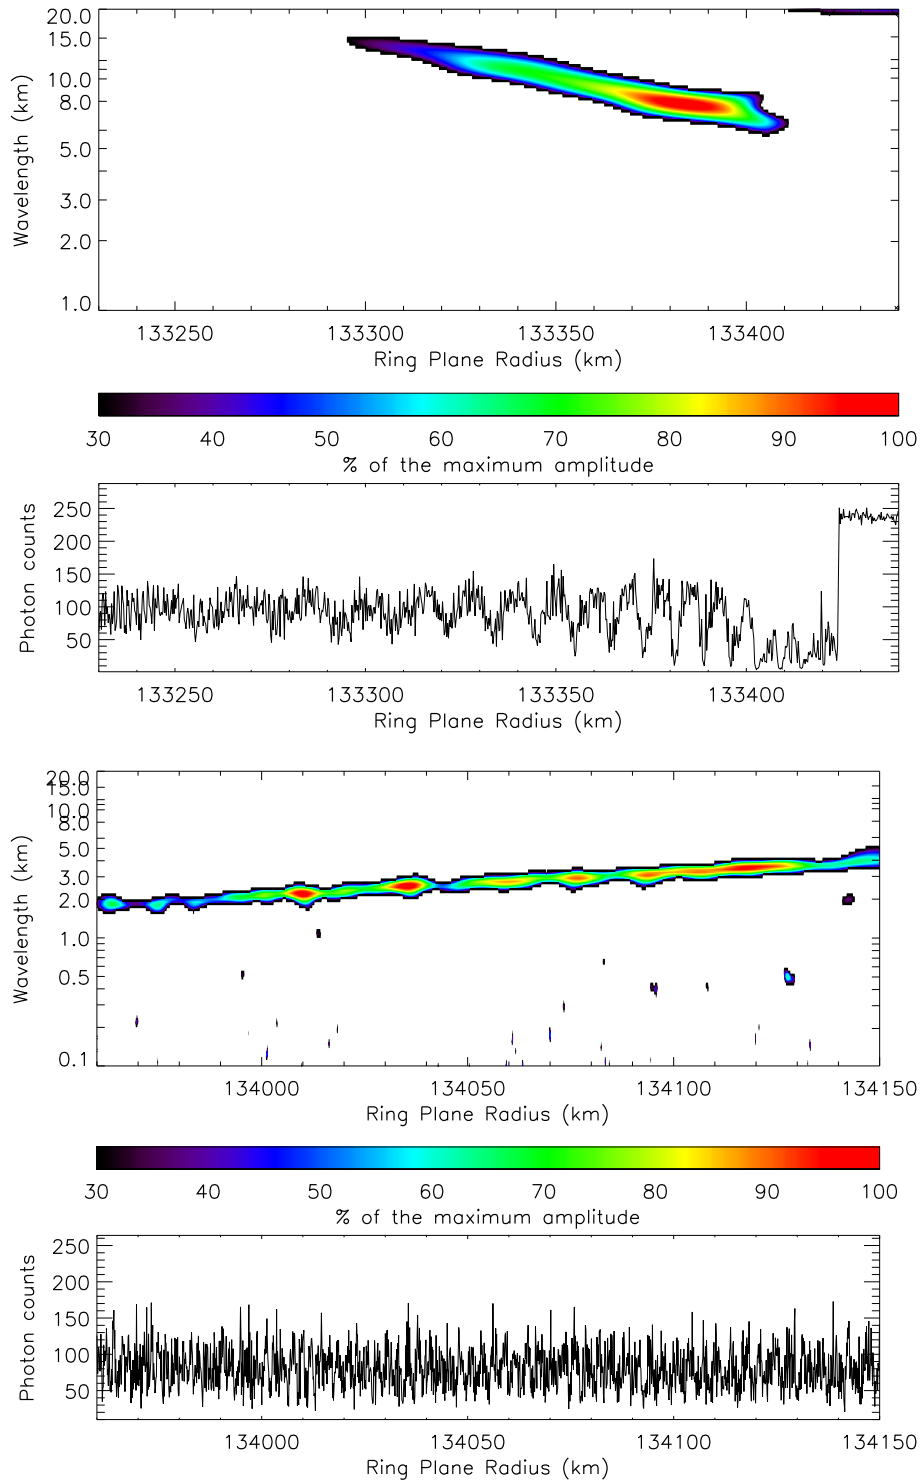 20.0
15.0
10.0
8.0
5.0
3.0
2.0
1.0
Wavelength (km)
133250 133300 133350 133400
Ring Plane Radius (km)
30 40 50 60 70 80 90 100
% of the maximum amplitude
250
200
150
100
50
Photon counts
133250 133300 133350 133400
Ring Plane Radius (km)
20.0
15.0
10.0
8.0
5.0
3.0
2.0
1.0
0.5
0.1
Wavelength (km)
134000 134050 134100 134150
Ring Plane Radius (km)
30 40 50 60 70 80 90 100
% of the maximum amplitude
250
200
150
100
50
Photon counts
134000 134050 134100 134150
Ring Plane Radius (km)